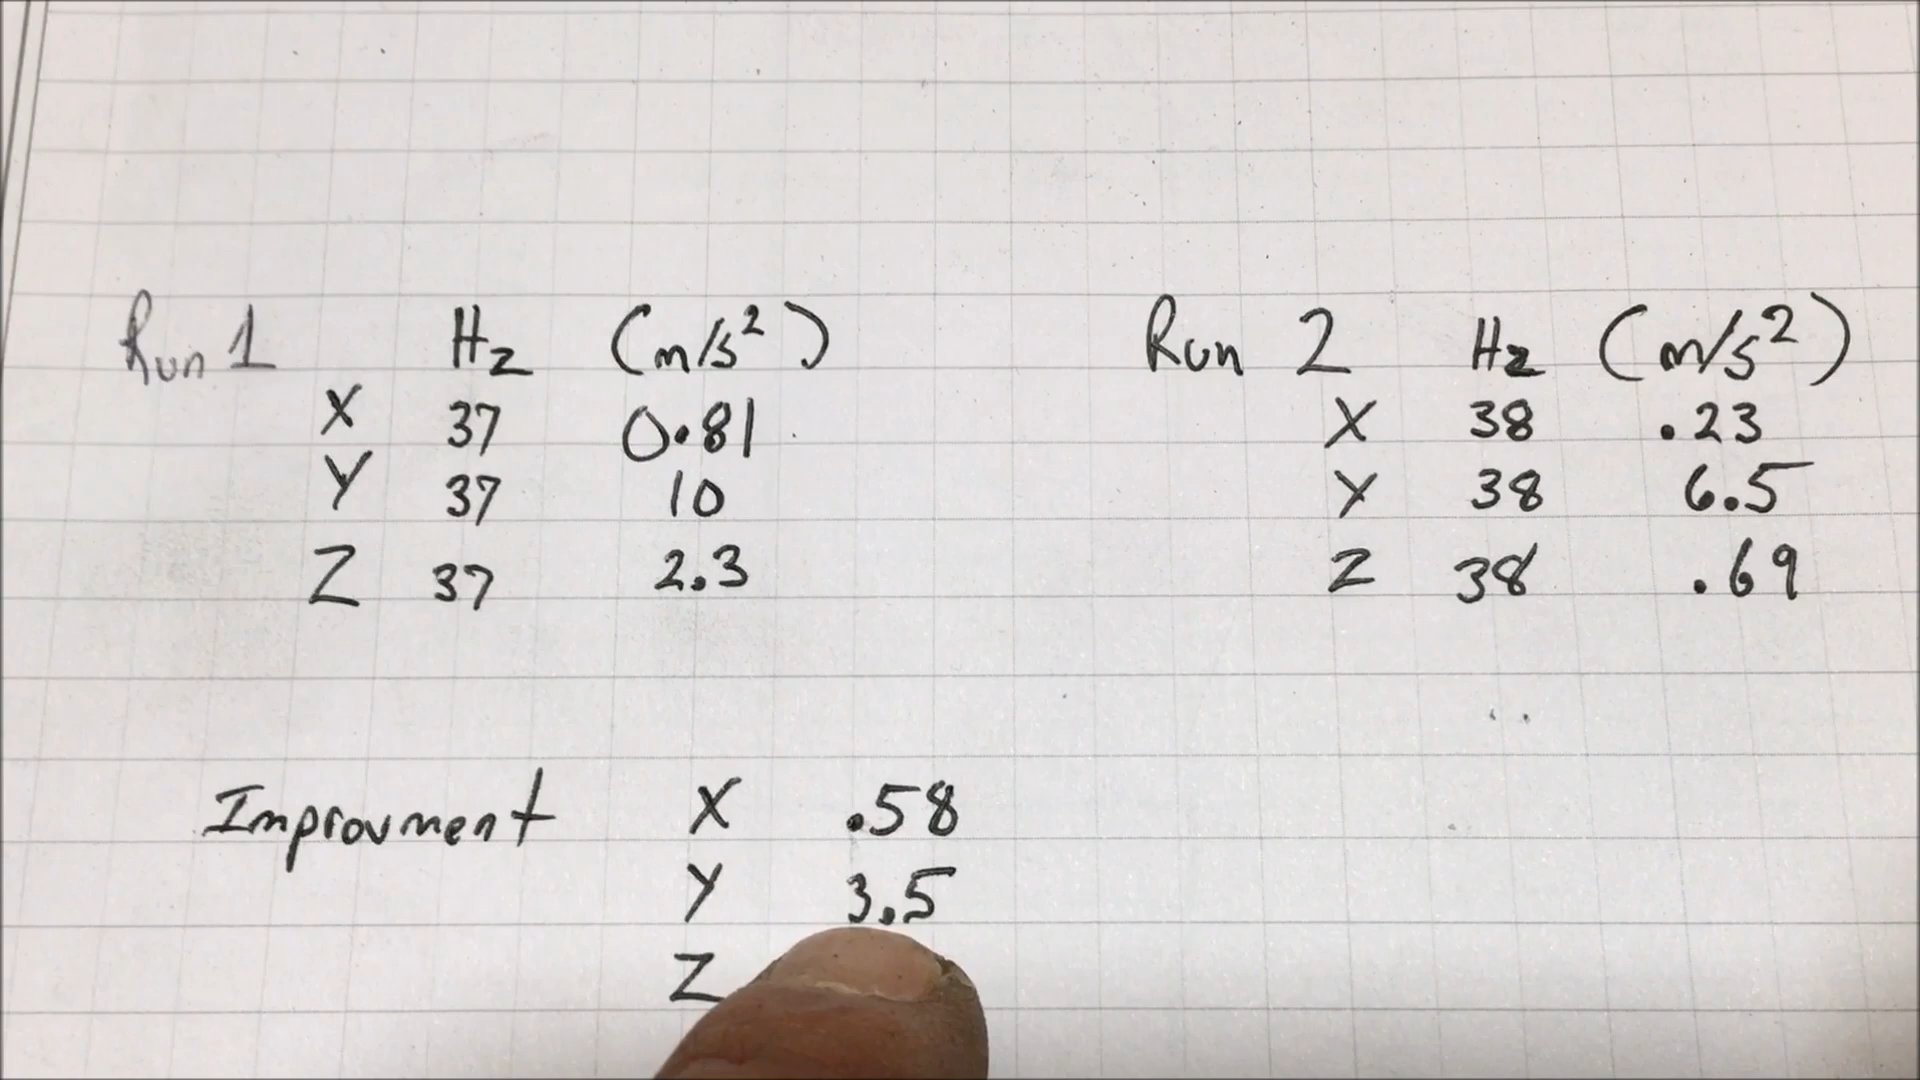 Run 1 Hz (m/s²)
X 37 0.81
Y 37 10
Z 37 2.3
Run 2 Hz (m/s²)
X 38 .23
Y 38 6.5
Z 38 .69
Improvment X .58
Y 3.5
Z